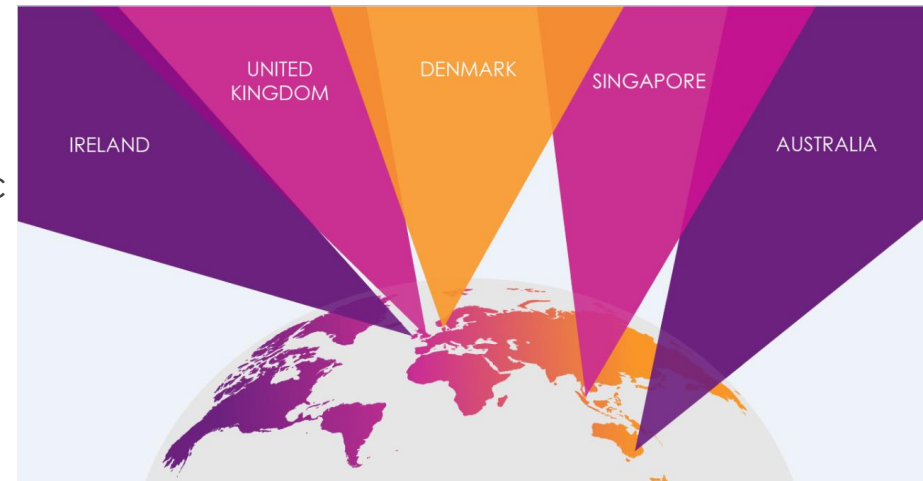 UNITED
KINGDOM
DENMARK
SINGAPORE
IRELAND
AUSTRALIA
c